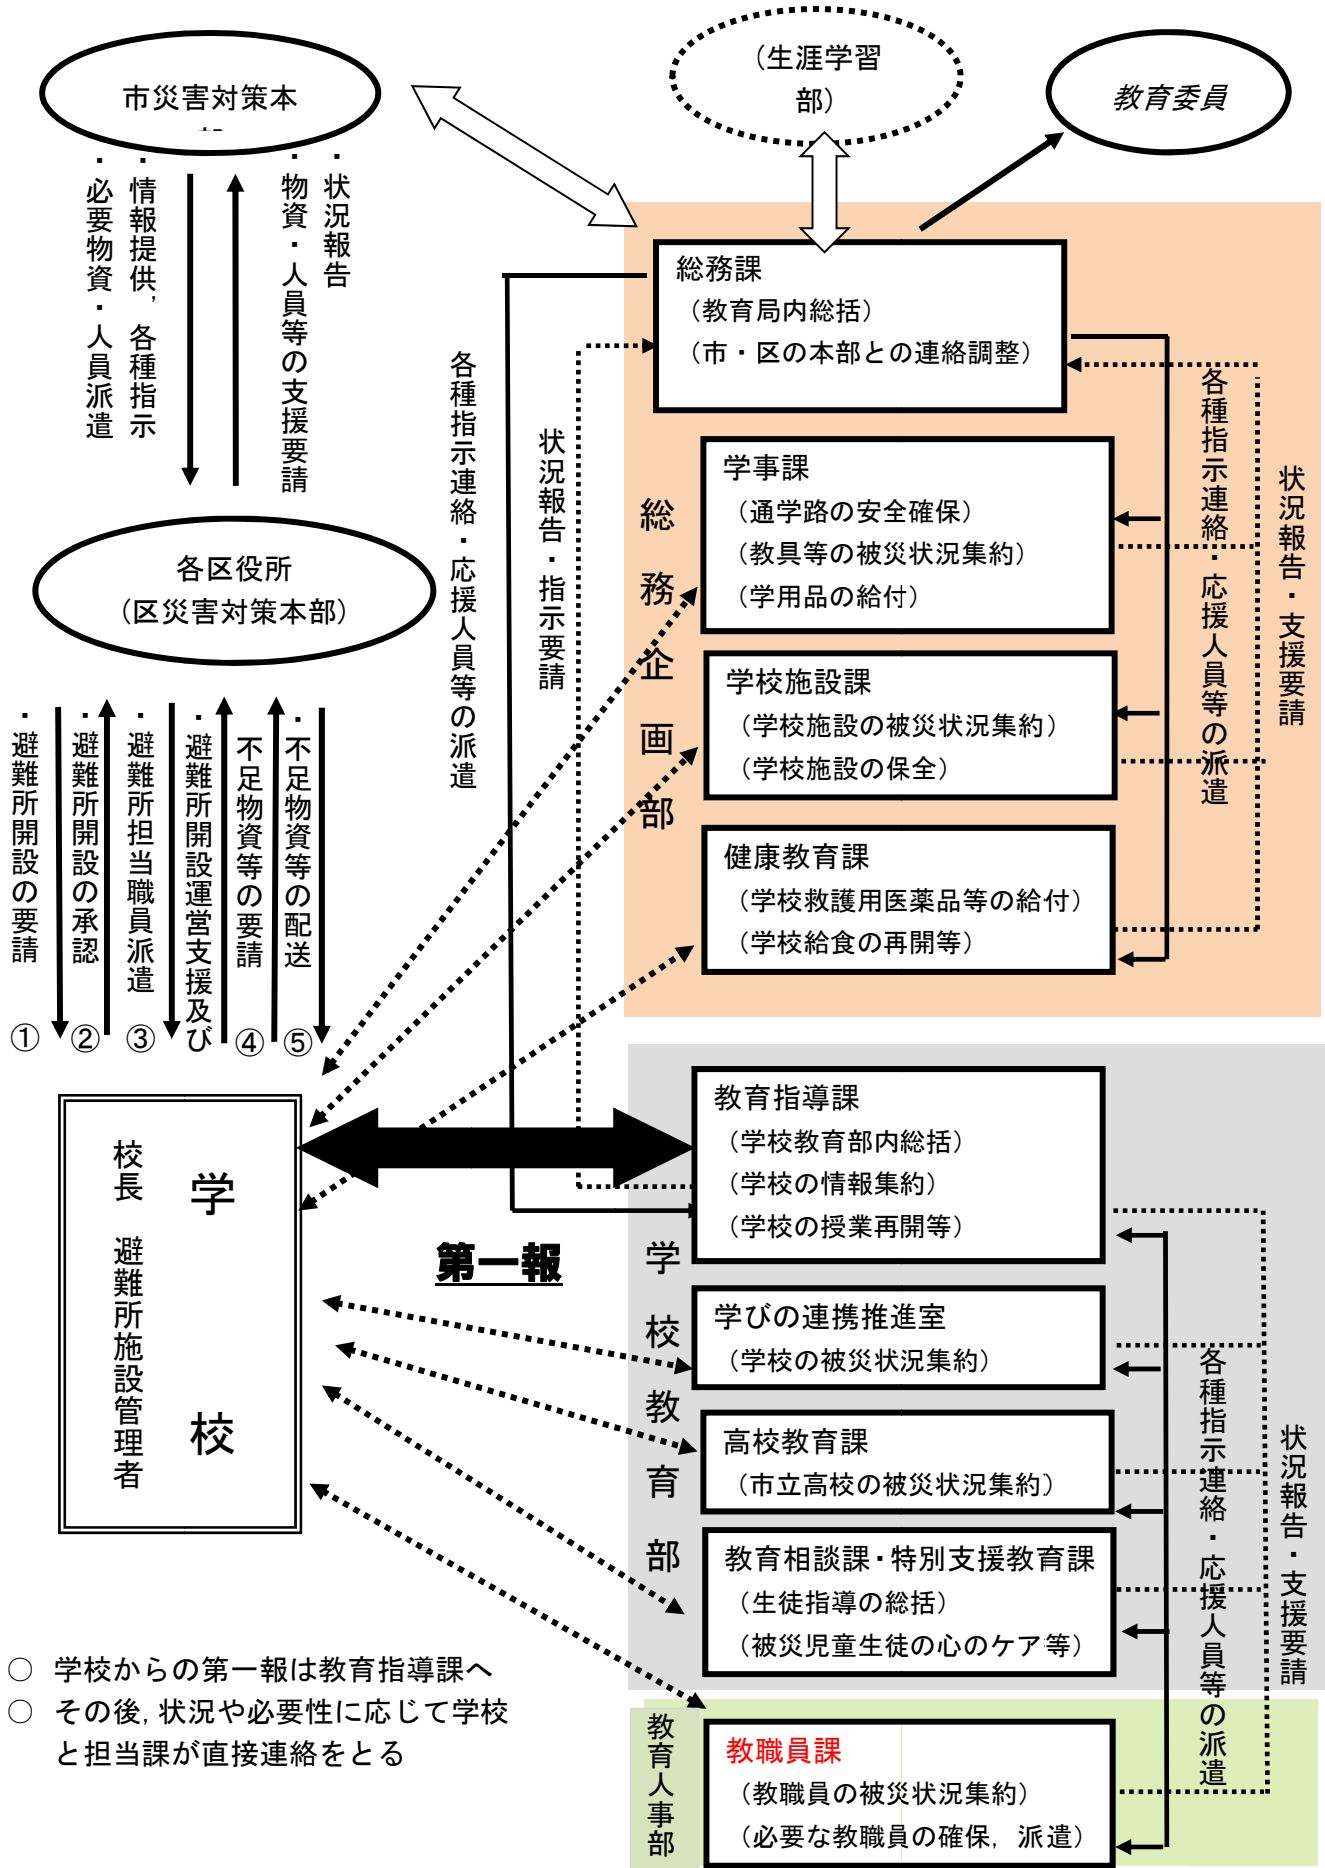 市災害対策本
(生涯学習
部)
教育委員
・状況報告
・物資・人員等の支援要請
・情報提供, 各種指示
・必要物資・人員派遣
総務課
(教育局内総括)
(市・区の本部との連絡調整)
各種指示連絡・応援人員等の派遣
状況報告・指示要請
総務企画部
学事課
(通学路の安全確保)
(教具等の被災状況集約)
(学用品の給付)
学校施設課
(学校施設の被災状況集約)
(学校施設の保全)
健康教育課
(学校救護用医薬品等の給付)
(学校給食の再開等)
各種指示連絡・応援人員等の派遣
状況報告・支援要請
各区役所
(区災害対策本部)
・避難所開設の要請
①
・避難所開設の承認
②
・避難所担当職員派遣
③
・避難所開設運営支援及び
不足物資等の要請
④
・不足物資等の配送
⑤
学校
校長 避難所施設管理者
第一報
学校教育部
教育指導課
(学校教育部内総括)
(学校の情報集約)
(学校の授業再開等)
学びの連携推進室
(学校の被災状況集約)
高校教育課
(市立高校の被災状況集約)
教育相談課・特別支援教育課
(生徒指導の総括)
(被災児童生徒の心のケア等)
各種指示連絡・応援人員等の派遣
状況報告・支援要請
教育人事部
教職員課
(教職員の被災状況集約)
(必要な教職員の確保, 派遣)
○ 学校からの第一報は教育指導課へ
○ その後, 状況や必要性に応じて学校
と担当課が直接連絡をとる